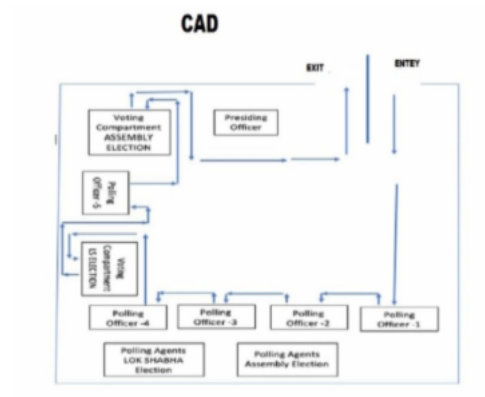 CAD
EXIT
ENTEY
Voting
Compartment
ASSEMBLY
ELECTION
Presiding
Officer
Polling
Officer-5
Voting
Compartment
LS ELECTION
Polling
Officer -4
Polling
Officer -3
Polling
Officer -2
Polling
Officer -1
Polling Agents
LOK SHABHA
Election
Polling Agents
Assembly Election